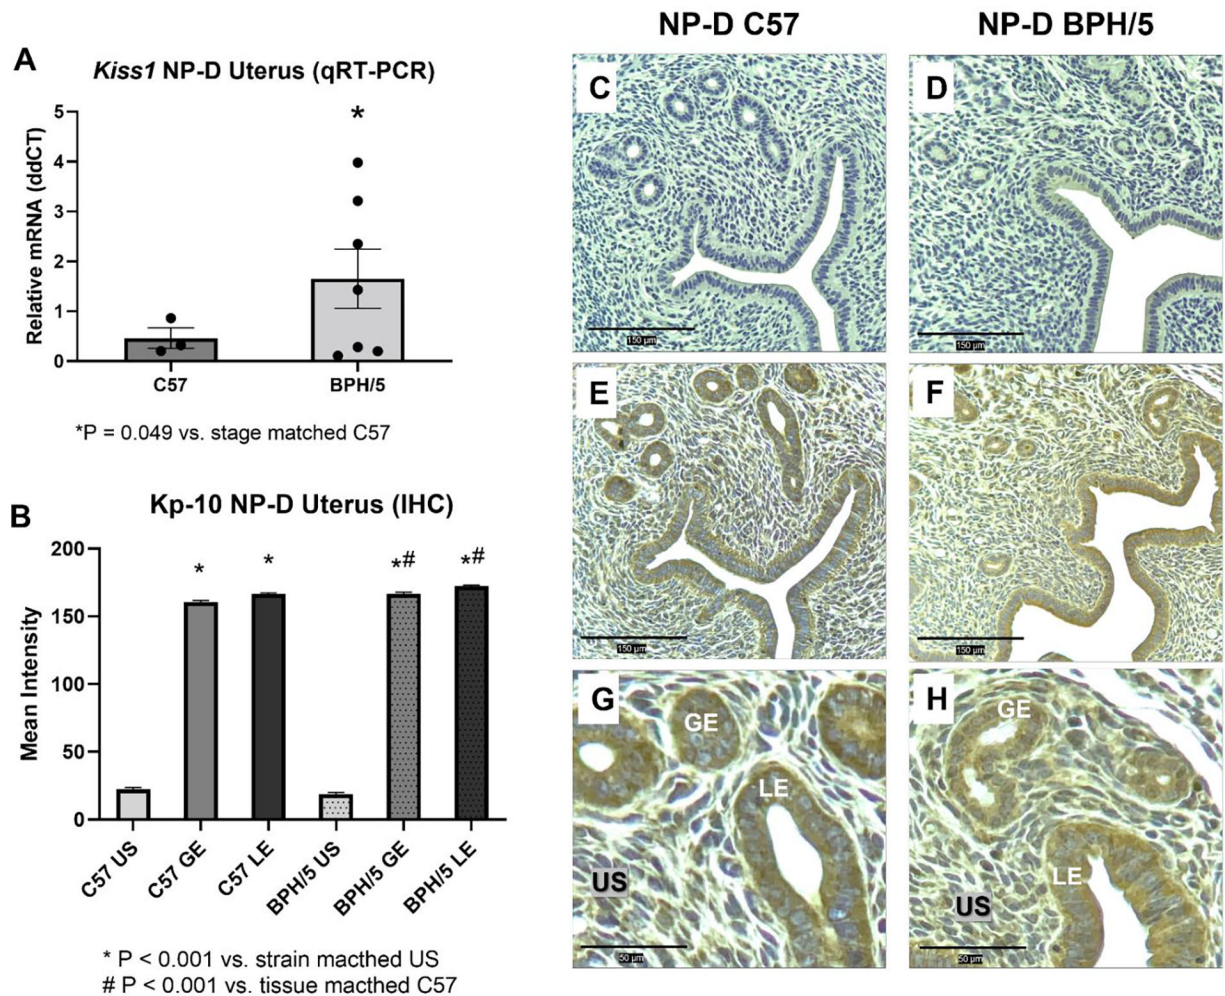 A
Kiss1 NP-D Uterus (qRT-PCR)
Relative mRNA (ddCT)
5
4
3
2
1
0
*
C57
BPH/5
*P = 0.049 vs. stage matched C57
B
Kp-10 NP-D Uterus (IHC)
Mean Intensity
200
150
100
50
0
* * *# *#
C57 US
C57 GE
C57 LE
BPH/5 US
BPH/5 GE
BPH/5 LE
* P < 0.001 vs. strain macthed US
# P < 0.001 vs. tissue macthed C57
NP-D C57
NP-D BPH/5
C
150 µm
D
150 µm
E
150 µm
F
150 µm
G
GE
LE
US
50 µm
H
GE
LE
US
50 µm